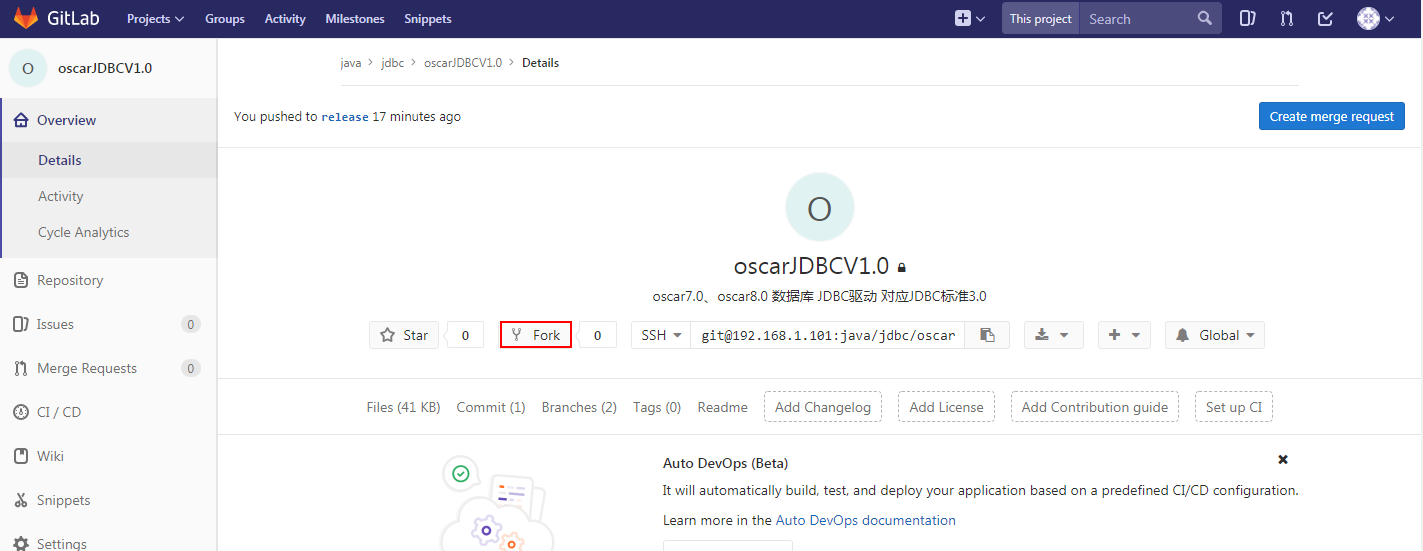 GitLab Projects Groups Activity Milestones Snippets This project Search
O oscarJDBCV1.0
java > jdbc > oscarJDBCV1.0 > Details
Overview
You pushed to release 17 minutes ago Create merge request
Details
Activity
Cycle Analytics
O
oscarJDBCV1.0
oscar7.0、oscar8.0 数据库 JDBC驱动 对应JDBC标准3.0
Repository
Issues 0
Star 0 Fork 0 SSH git@192.168.1.101:java/jdbc/oscar Global
Merge Requests 0
CI / CD
Files (41 KB) Commit (1) Branches (2) Tags (0) Readme Add Changelog Add License Add Contribution guide Set up CI
Wiki
Auto DevOps (Beta)
It will automatically build, test, and deploy your application based on a predefined CI/CD configuration.
Snippets
Learn more in the Auto DevOps documentation
Settings